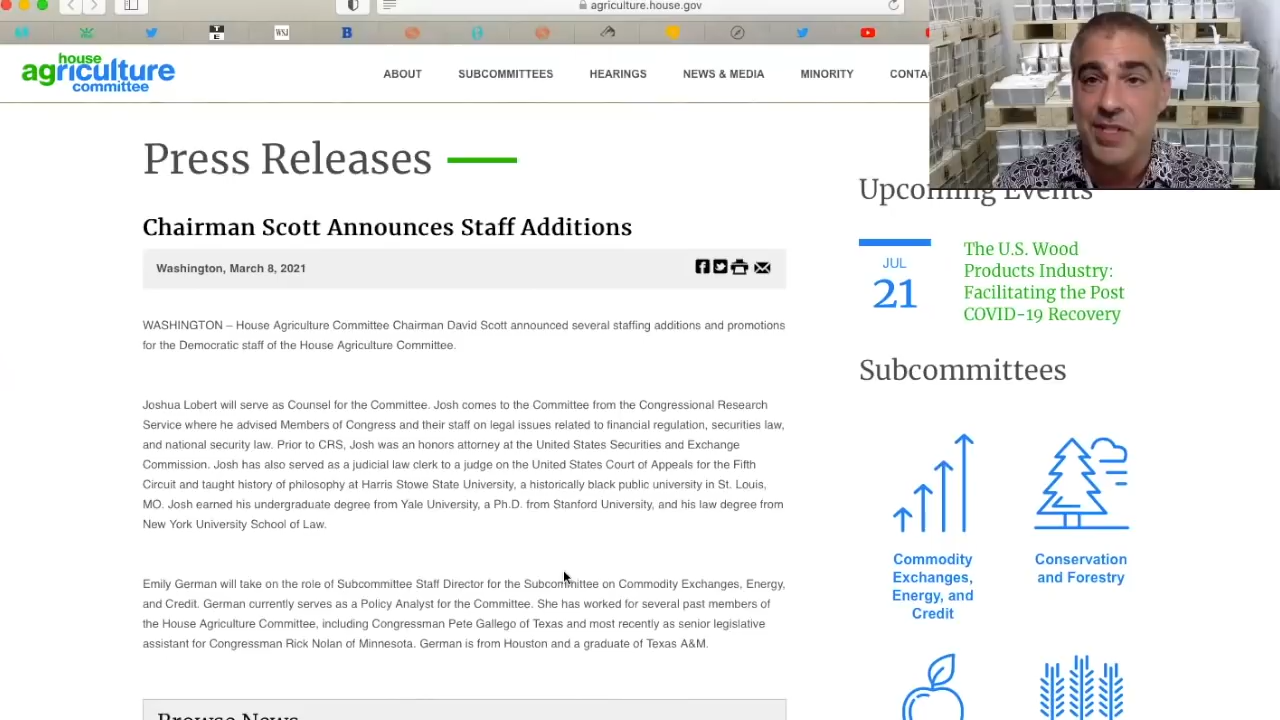 agriculture.house.gov
T
E
WSJ
B
house
agriculture
committee
ABOUT SUBCOMMITTEES HEARINGS NEWS & MEDIA MINORITY CONTA
Press Releases
Chairman Scott Announces Staff Additions
Washington, March 8, 2021
WASHINGTON – House Agriculture Committee Chairman David Scott announced several staffing additions and promotions
for the Democratic staff of the House Agriculture Committee.
Joshua Lobert will serve as Counsel for the Committee. Josh comes to the Committee from the Congressional Research
Service where he advised Members of Congress and their staff on legal issues related to financial regulation, securities law,
and national security law. Prior to CRS, Josh was an honors attorney at the United States Securities and Exchange
Commission. Josh has also served as a judicial law clerk to a judge on the United States Court of Appeals for the Fifth
Circuit and taught history of philosophy at Harris Stowe State University, a historically black public university in St. Louis,
MO. Josh earned his undergraduate degree from Yale University, a Ph.D. from Stanford University, and his law degree from
New York University School of Law.
Emily German will take on the role of Subcommittee Staff Director for the Subcommittee on Commodity Exchanges, Energy,
and Credit. German currently serves as a Policy Analyst for the Committee. She has worked for several past members of
the House Agriculture Committee, including Congressman Pete Gallego of Texas and most recently as senior legislative
assistant for Congressman Rick Nolan of Minnesota. German is from Houston and a graduate of Texas A&M.
Browse News
Upcoming Events
JUL
21
The U.S. Wood
Products Industry:
Facilitating the Post
COVID-19 Recovery
Subcommittees
Commodity
Exchanges,
Energy, and
Credit
Conservation
and Forestry